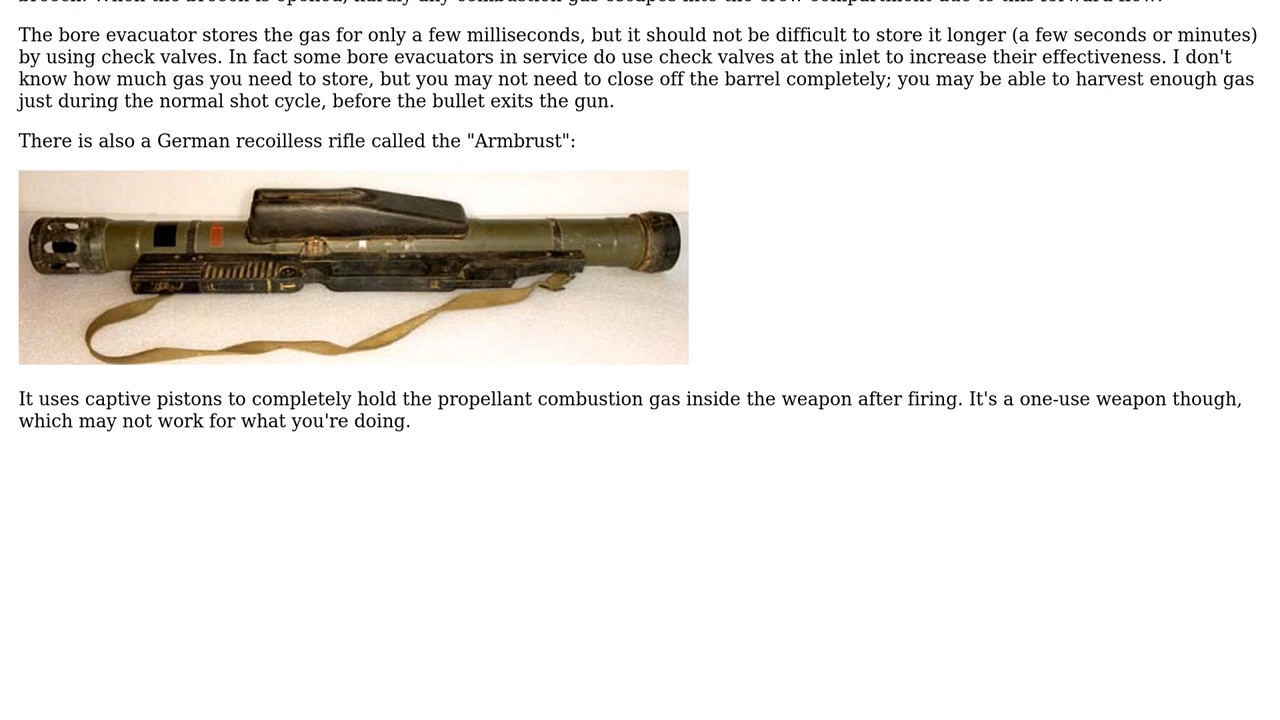 The bore evacuator stores the gas for only a few milliseconds, but it should not be difficult to store it longer (a few seconds or minutes)
by using check valves. In fact some bore evacuators in service do use check valves at the inlet to increase their effectiveness. I don't
know how much gas you need to store, but you may not need to close off the barrel completely; you may be able to harvest enough gas
just during the normal shot cycle, before the bullet exits the gun.
There is also a German recoilless rifle called the "Armbrust":
It uses captive pistons to completely hold the propellant combustion gas inside the weapon after firing. It's a one-use weapon though,
which may not work for what you're doing.